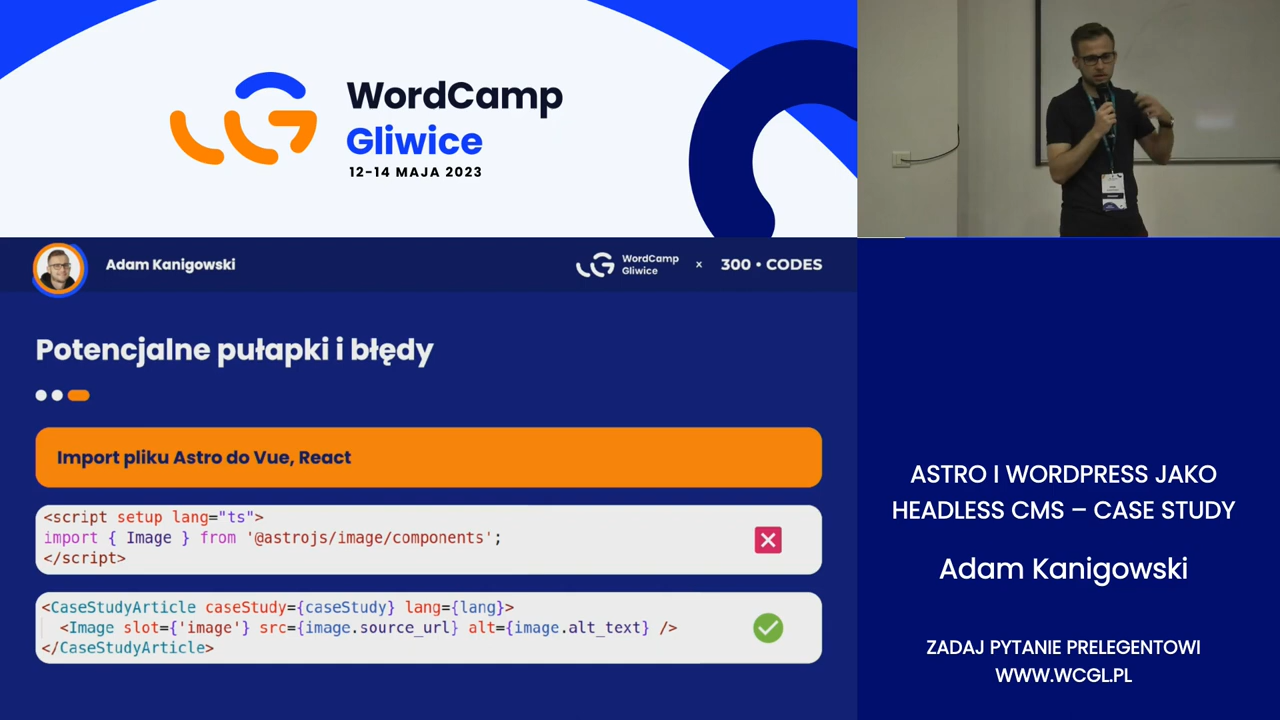 WordCamp
Gliwice
12-14 MAJA 2023
Adam Kanigowski
WordCamp
Gliwice
x
300 • CODES
Potencjalne pułapki i błędy
Import pliku Astro do Vue, React
<script setup lang="ts">
import { Image } from '@astrojs/image/components';
</script>
<CaseStudyArticle caseStudy={caseStudy} lang={lang}>
<Image slot={'image'} src={image.source_url} alt={image.alt_text} />
</CaseStudyArticle>
ASTRO I WORDPRESS JAKO
HEADLESS CMS – CASE STUDY
Adam Kanigowski
ZADAJ PYTANIE PRELEGENTOWI
WWW.WCGL.PL